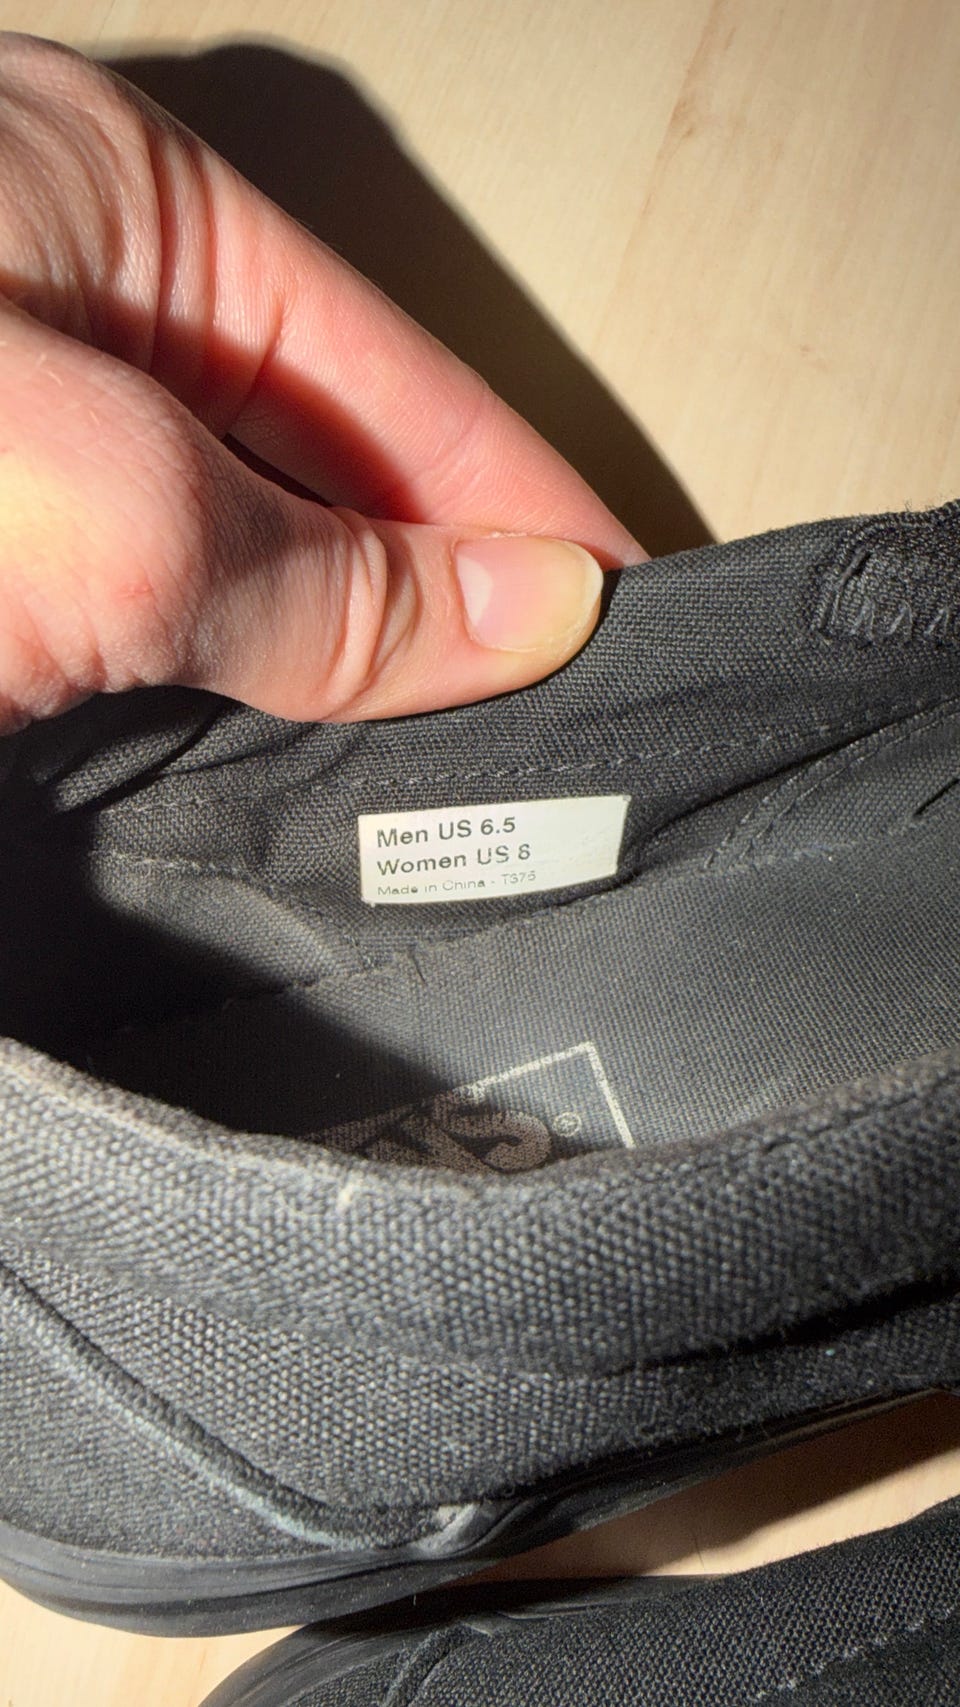 Men US 6.5
Women US 8
Made in China - T375
®